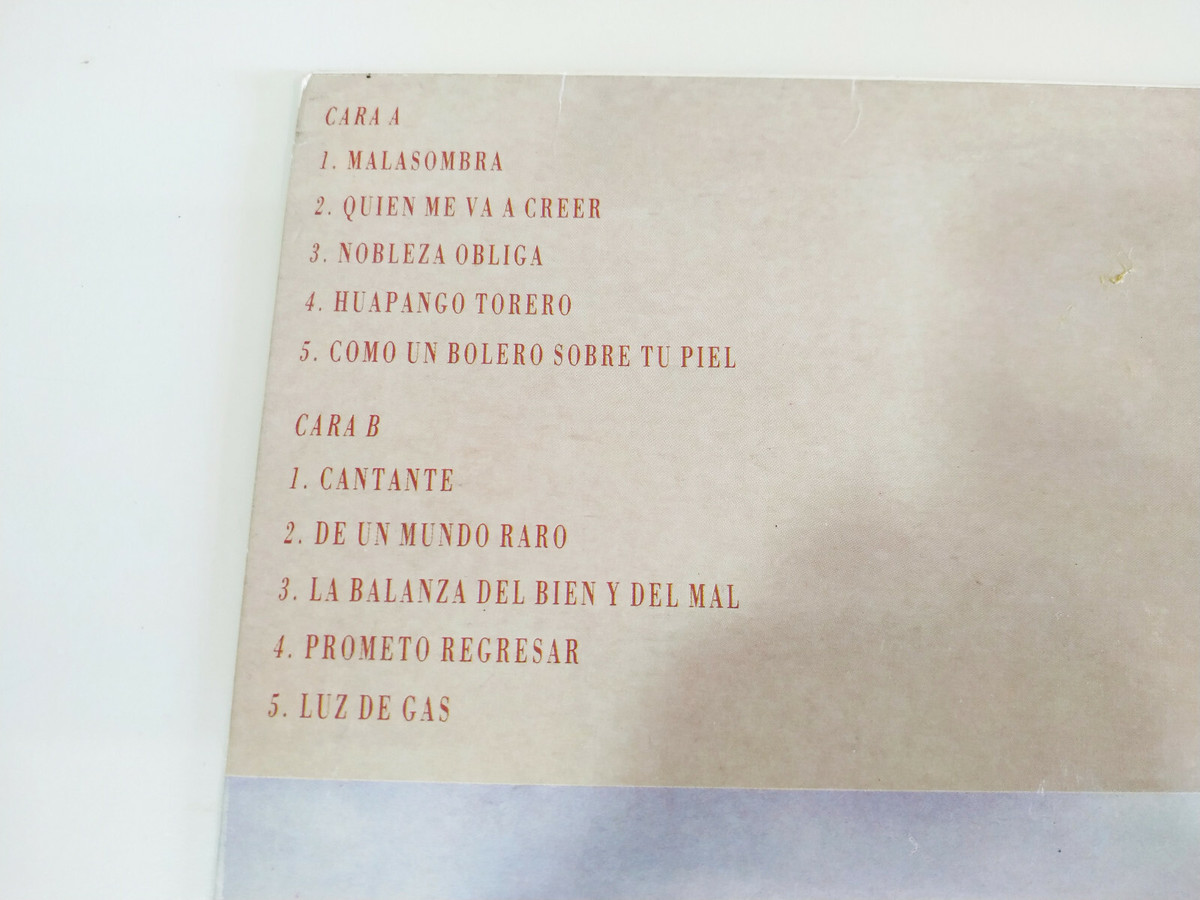 CARA A
1. MALASOMBRA
2. QUIEN ME VA A CREER
3. NOBLEZA OBLIGA
4. HUAPANGO TORERO
5. COMO UN BOLERO SOBRE TU PIEL
CARA B
1. CANTANTE
2. DE UN MUNDO RARO
3. LA BALANZA DEL BIEN Y DEL MAL
4. PROMETO REGRESAR
5. LUZ DE GAS